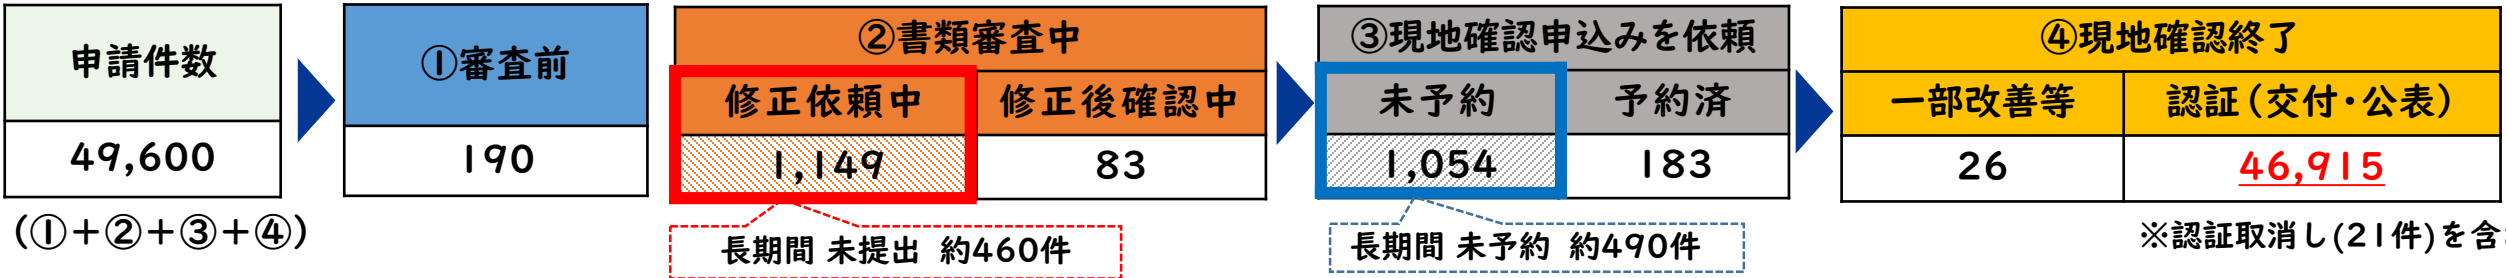 申請件数
49,600
(①+②+③+④)
①審査前
190
②書類審査中
修正依頼中
修正後確認中
1,149
83
長期間 未提出 約460件
③現地確認申込みを依頼
未予約
予約済
1,054
183
長期間 未予約 約490件
④現地確認終了
一部改善等
認証(交付・公表)
26
46,915
※認証取消し(21件)を含